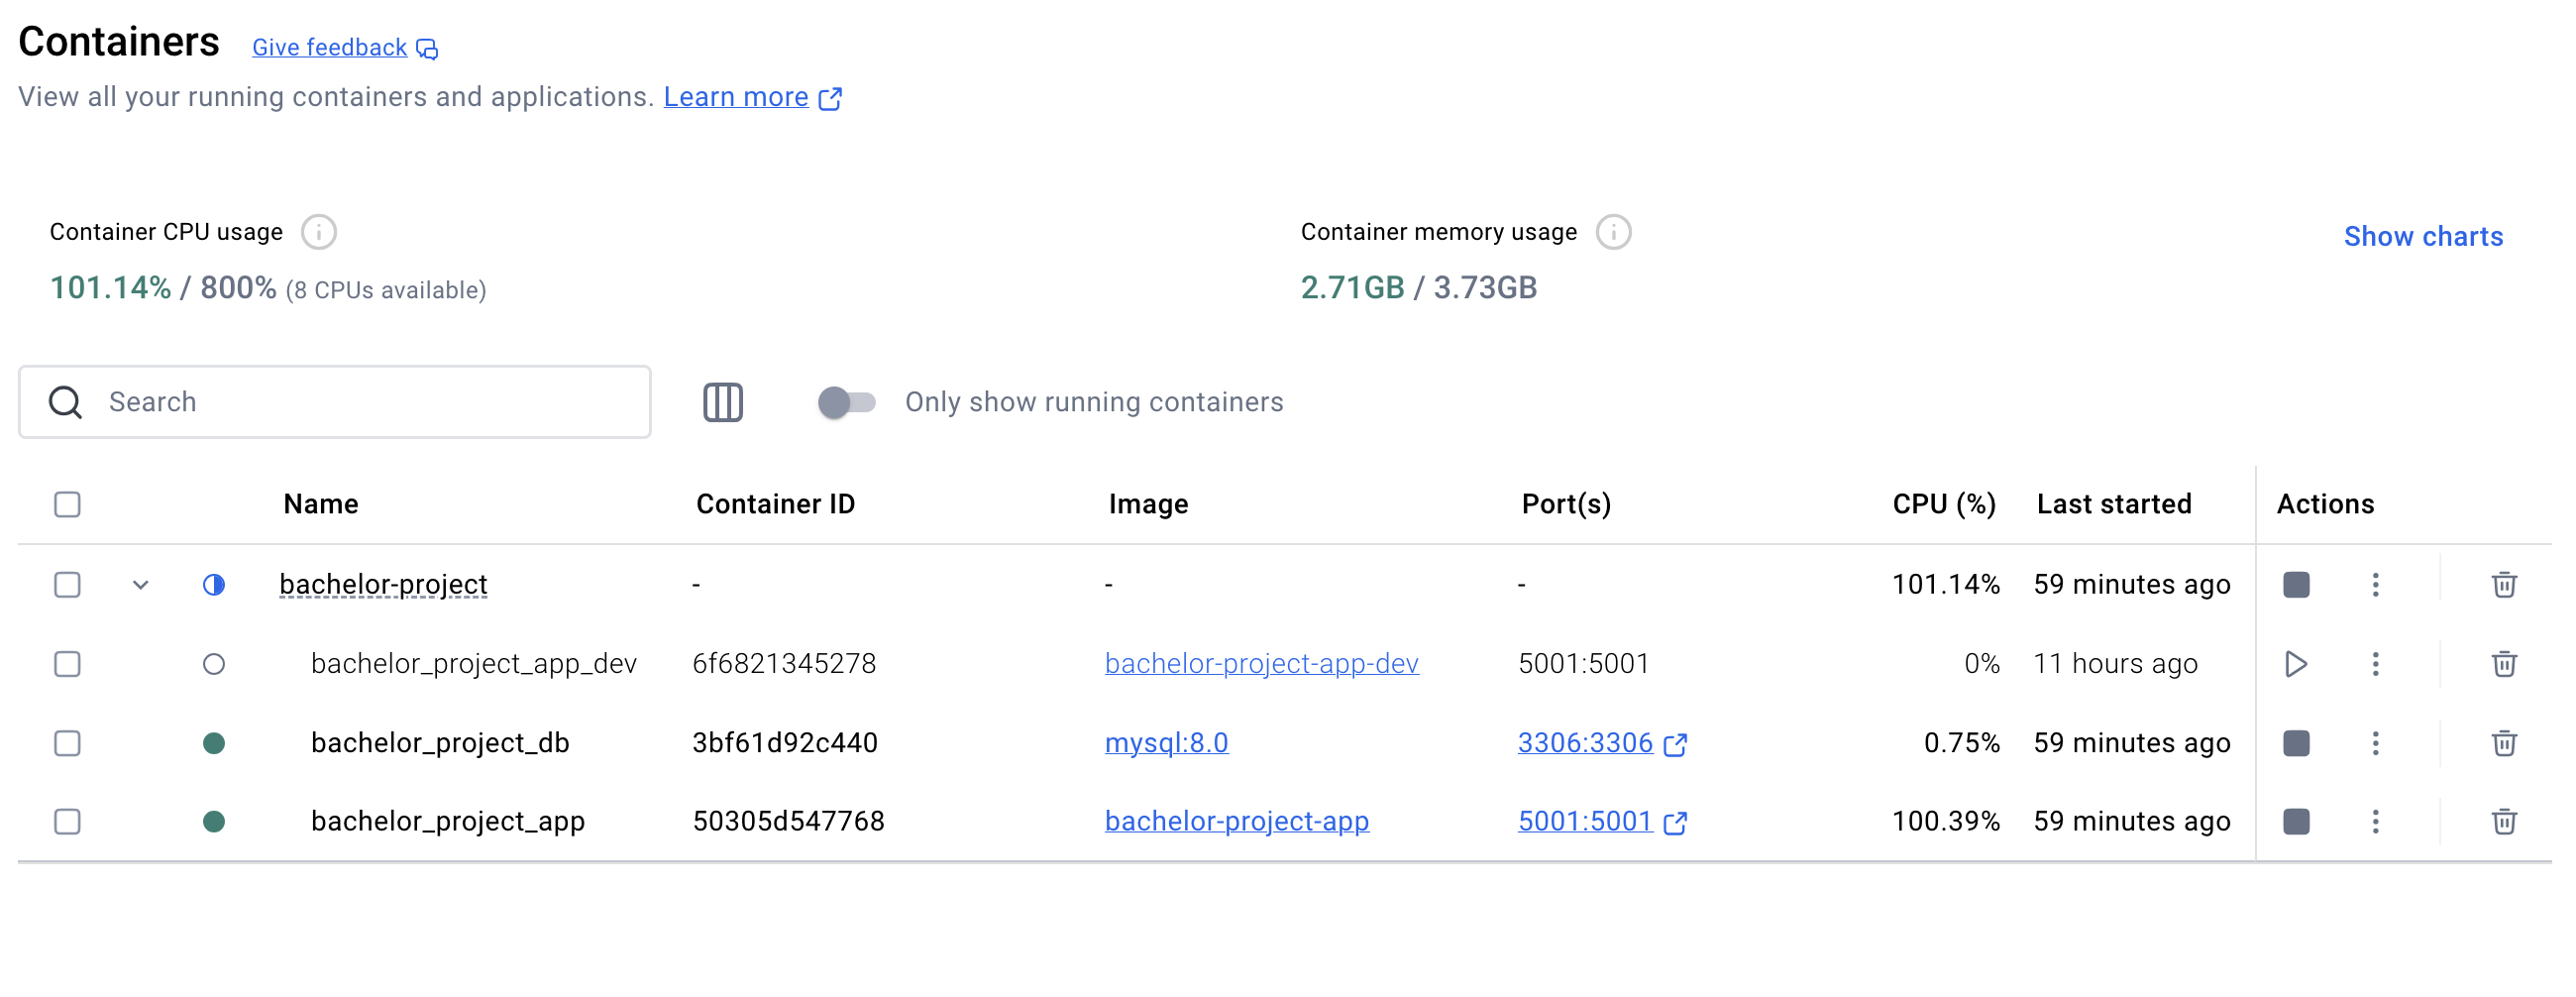 Containers Give feedback
View all your running containers and applications. Learn more
Container CPU usage Container memory usage Show charts
101.14% / 800% (8 CPUs available) 2.71GB / 3.73GB
Search Only show running containers
Name Container ID Image Port(s) CPU (%) Last started Actions
bachelor-project - - - 101.14% 59 minutes ago
bachelor_project_app_dev 6f6821345278 bachelor-project-app-dev 5001:5001 0% 11 hours ago
bachelor_project_db 3bf61d92c440 mysql:8.0 3306:3306 0.75% 59 minutes ago
bachelor_project_app 50305d547768 bachelor-project-app 5001:5001 100.39% 59 minutes ago